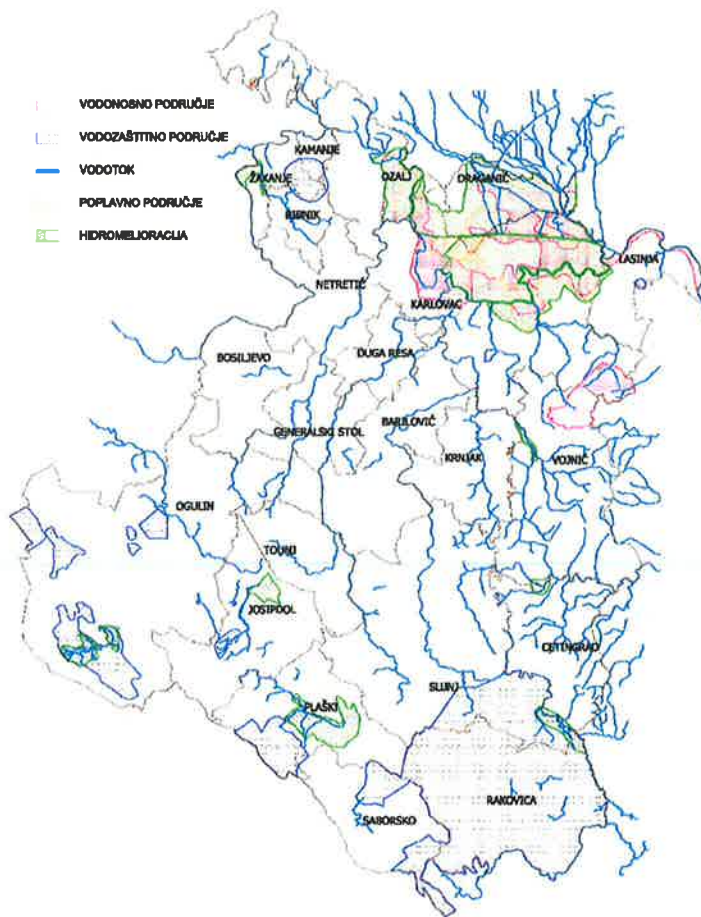 VODONOSNO PODRUČJE
VODOZAŠTITNO PODRUČJE
VODOTOK
POPLAVNO PODRUČJE
HIDROMELIORACIJA
KAMANJE
OZALJ
DRAGANIĆ
ŽAKANJE
RIBNIK
LASINJA
NETRETIĆ
KARLOVAC
BOSILJEVO
DUGA RESA
GENERALSKI STOL
BARILOVIĆ
KRNJAK
VOJNIĆ
OGULIN
TOUNJ
JOSIPDOL
CETINGRAD
SLUNJ
PLAŠKI
RAKOVICA
SABORSKO